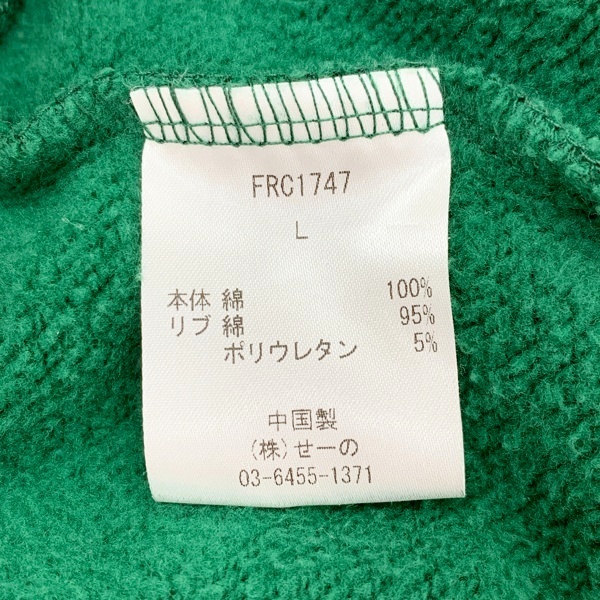 FRC1747
L
本体 綿 100%
リブ 綿 95%
ポリウレタン 5%
中国製
(株)せーの
03-6455-1371